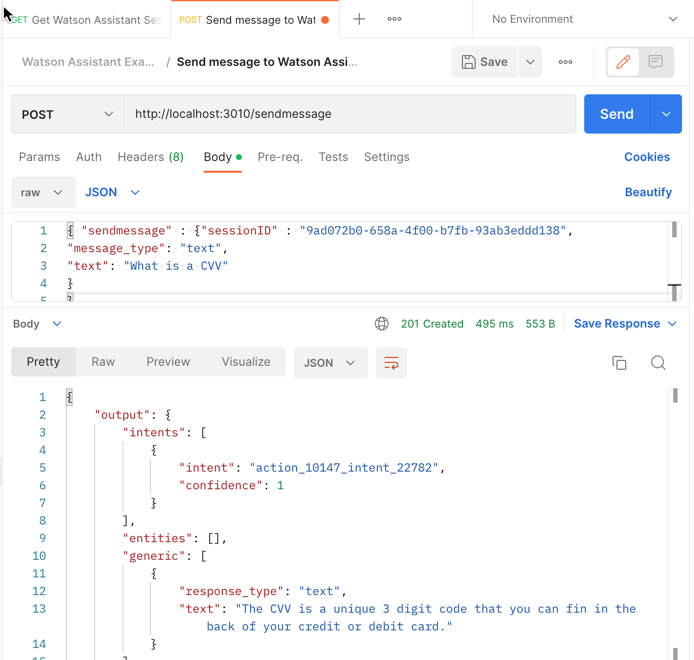 GET Get Watson Assistant Ses
POST Send message to Wat
No Environment
Watson Assistant Exa... / Send message to Watson Assi...
Save
POST
http://localhost:3010/sendmessage
Send
Params Auth Headers (8) Body Pre-req. Tests Settings Cookies
raw JSON Beautify
1 { "sendmessage" : {"sessionID" : "9ad072b0-658a-4f00-b7fb-93ab3eddd138",
2 "message_type": "text",
3 "text": "What is a CVV"
4 }
5 }
Body 201 Created 495 ms 553 B Save Response
Pretty Raw Preview Visualize JSON
1 {
2 "output": {
3 "intents": [
4 {
5 "intent": "action_10147_intent_22782",
6 "confidence": 1
7 }
8 ],
9 "entities": [],
10 "generic": [
11 {
12 "response_type": "text",
13 "text": "The CVV is a unique 3 digit code that you can fin in the
back of your credit or debit card."
14 }
15 ]